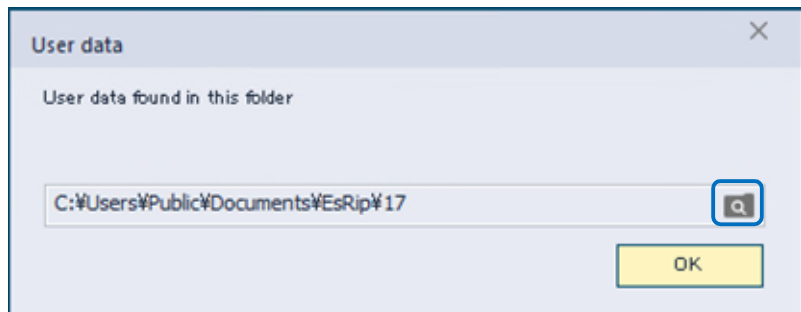 User data
User data found in this folder
C:¥Users¥Public¥Documents¥EsRip¥17
OK